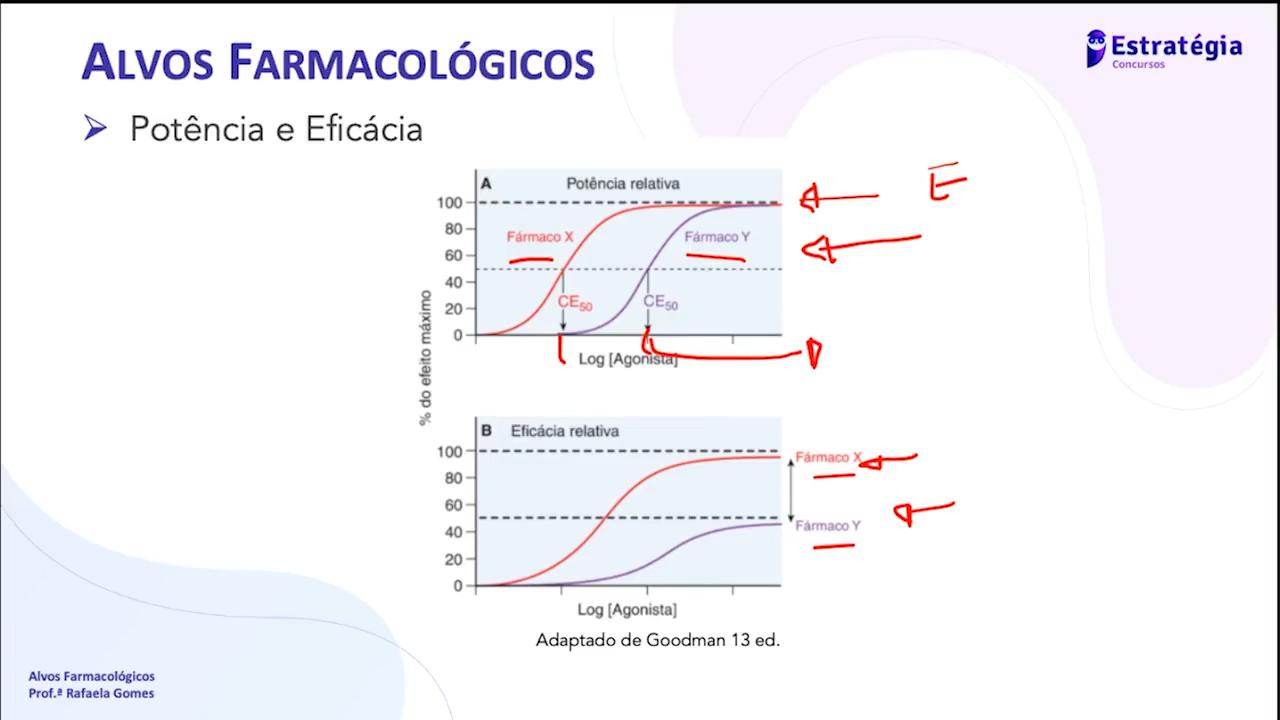 ALVOS FARMACOLÓGICOS
Estratégia
Concursos
➢ Potência e Eficácia
A Potência relativa
E
100
80
60
40
20
0
Fármaco X
Fármaco Y
CE50
CE50
Log [Agonista]
% do efeito máximo
B Eficácia relativa
100
80
60
40
20
0
Fármaco X
Fármaco Y
Log [Agonista]
Adaptado de Goodman 13 ed.
Alvos Farmacológicos
Prof.ª Rafaela Gomes